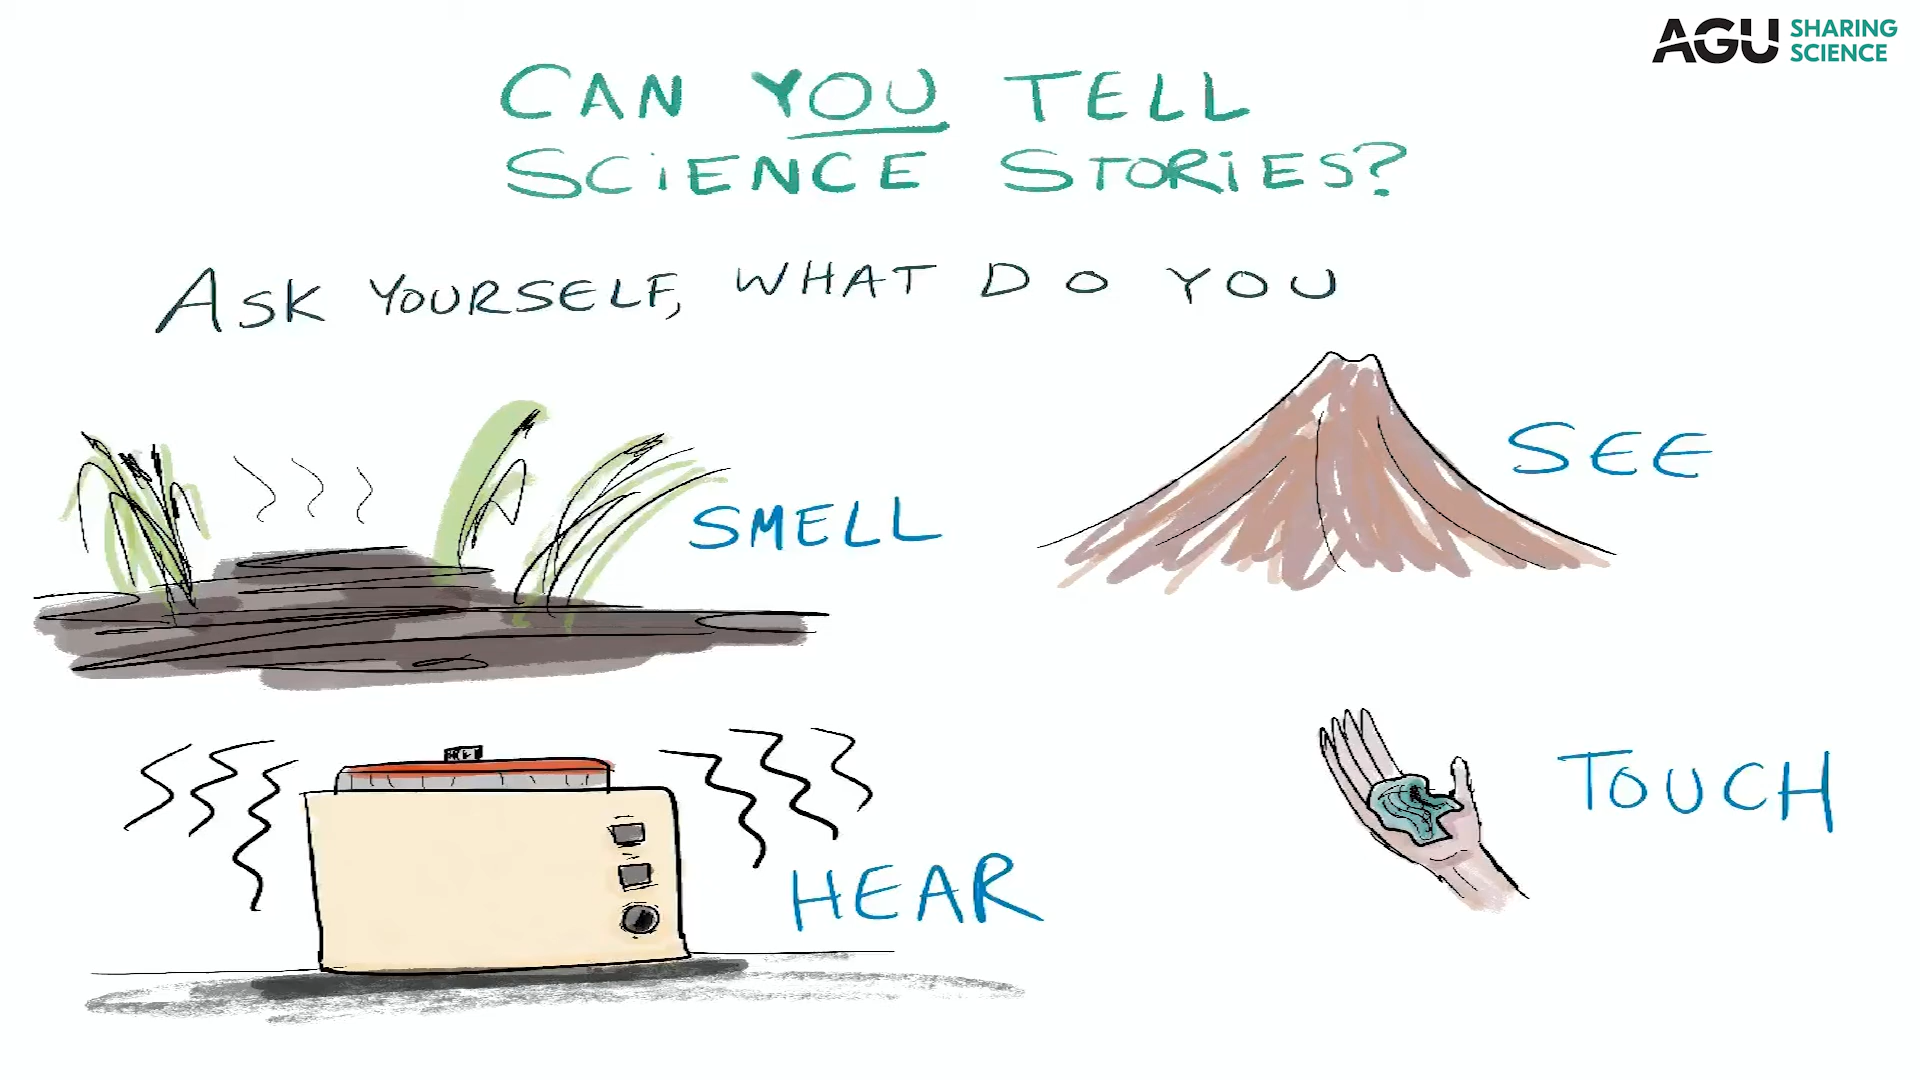 AGU SHARING
SCIENCE
CAN YOU TELL
SCiENCE STORiES?
ASK YOURSELF, WHAT DO YOU
SEE
SMELL
TOUCH
HEAR